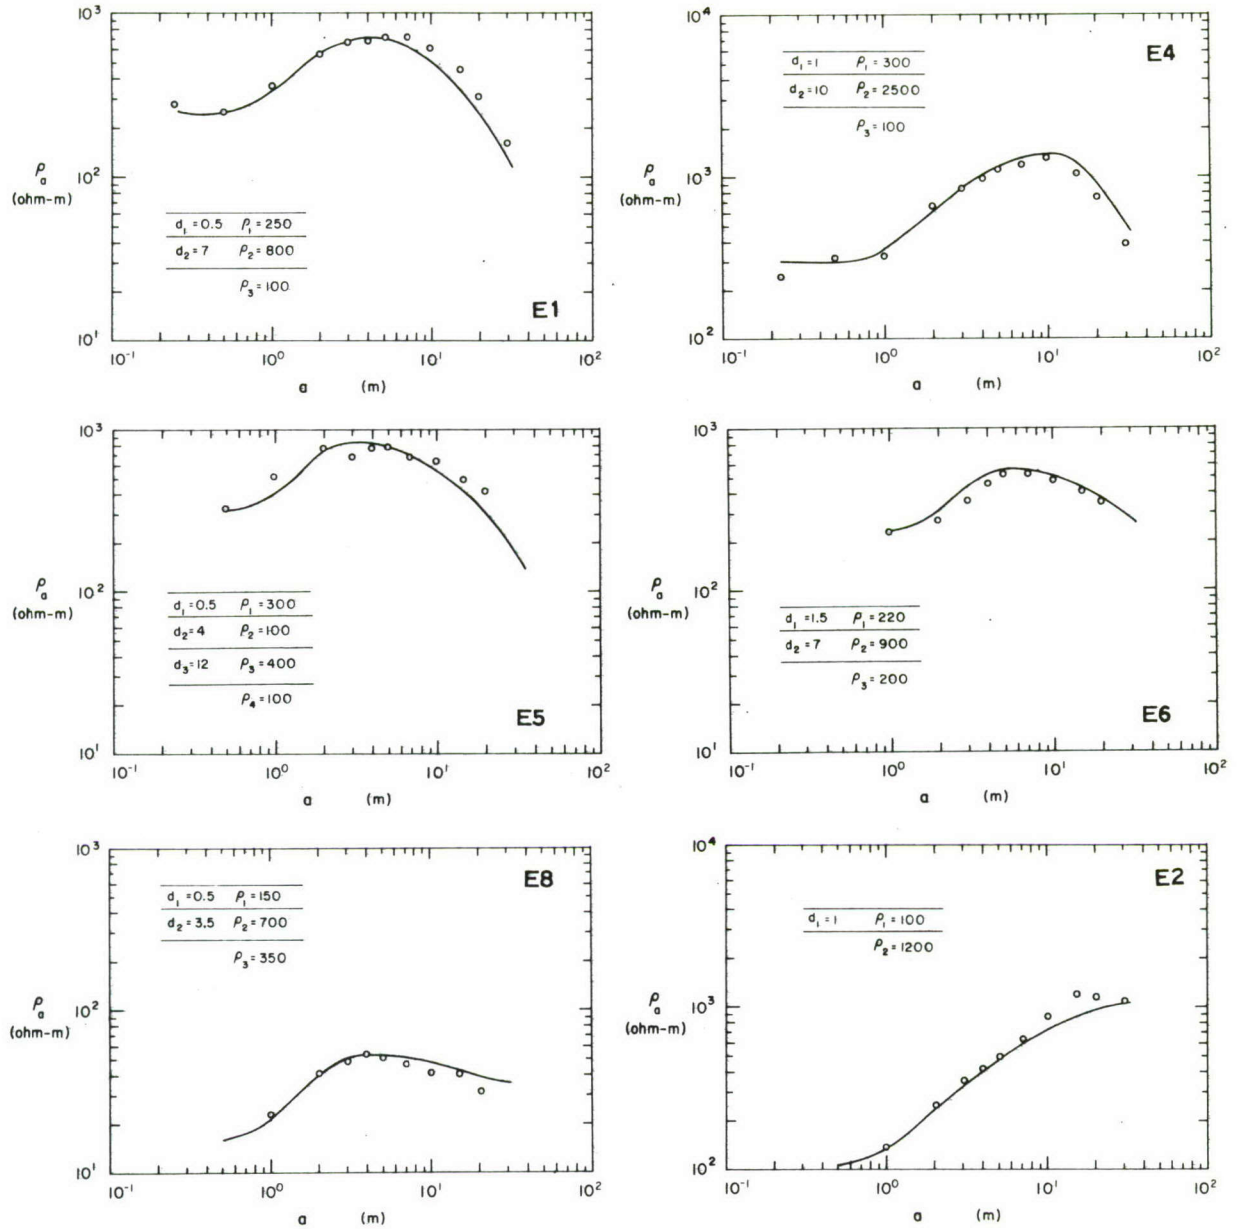 10³
10²
10¹
ρₐ
(ohm-m)
d₁=0.5 ρ₁=250
d₂=7 ρ₂=800
ρ₃=100
E1
10⁻¹ 10⁰ 10¹ 10²
a (m)
10⁴
10³
10²
ρₐ
(ohm-m)
E4
d₁=1 ρ₁=300
d₂=10 ρ₂=2500
ρ₃=100
10⁻¹ 10⁰ 10¹ 10²
a (m)
10³
10²
10¹
ρₐ
(ohm-m)
d₁=0.5 ρ₁=300
d₂=4 ρ₂=100
d₃=12 ρ₃=400
ρ₄=100
E5
10⁻¹ 10⁰ 10¹ 10²
a (m)
10³
10²
10¹
ρₐ
(ohm-m)
d₁=1.5 ρ₁=220
d₂=7 ρ₂=900
ρ₃=200
E6
10⁻¹ 10⁰ 10¹ 10²
a (m)
10³
10²
10¹
ρₐ
(ohm-m)
E8
d₁=0.5 ρ₁=150
d₂=3.5 ρ₂=700
ρ₃=350
10⁻¹ 10⁰ 10¹ 10²
a (m)
10⁴
10³
10²
ρₐ
(ohm-m)
E2
d₁=1 ρ₁=100
ρ₂=1200
10⁻¹ 10⁰ 10¹ 10²
a (m)